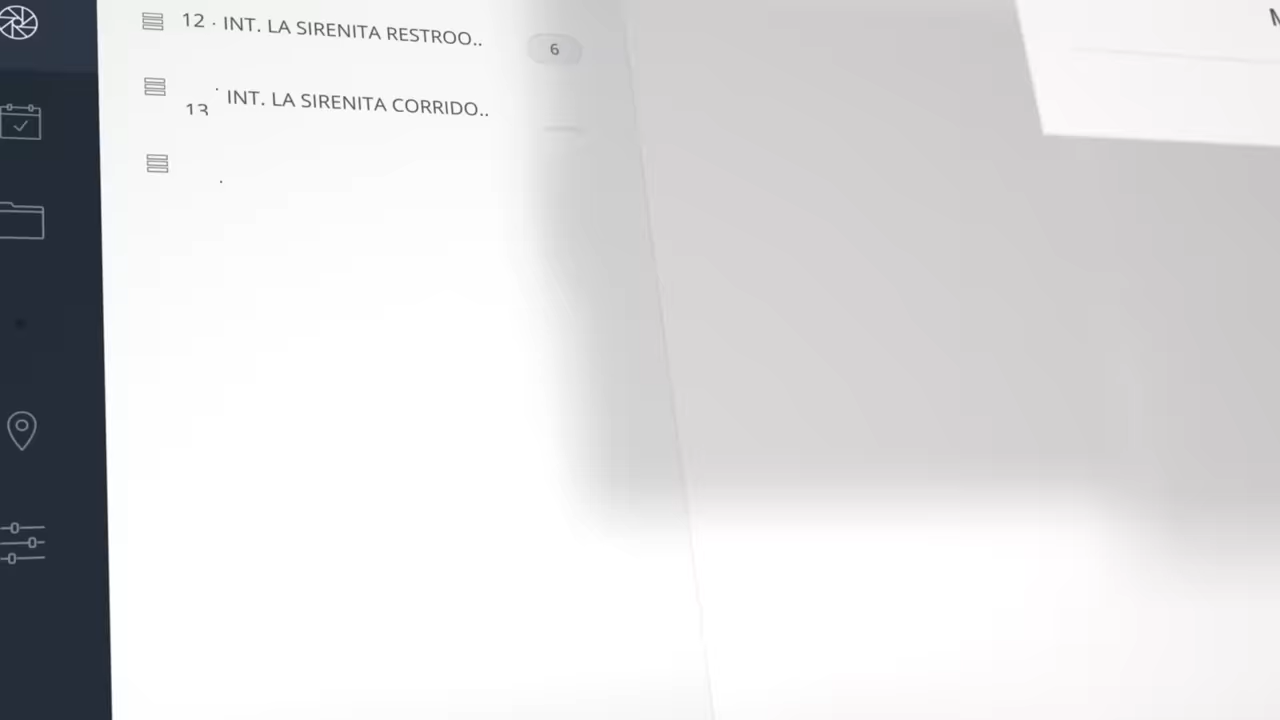 12 · INT. LA SIRENITA RESTROO..
6
13 · INT. LA SIRENITA CORRIDO..